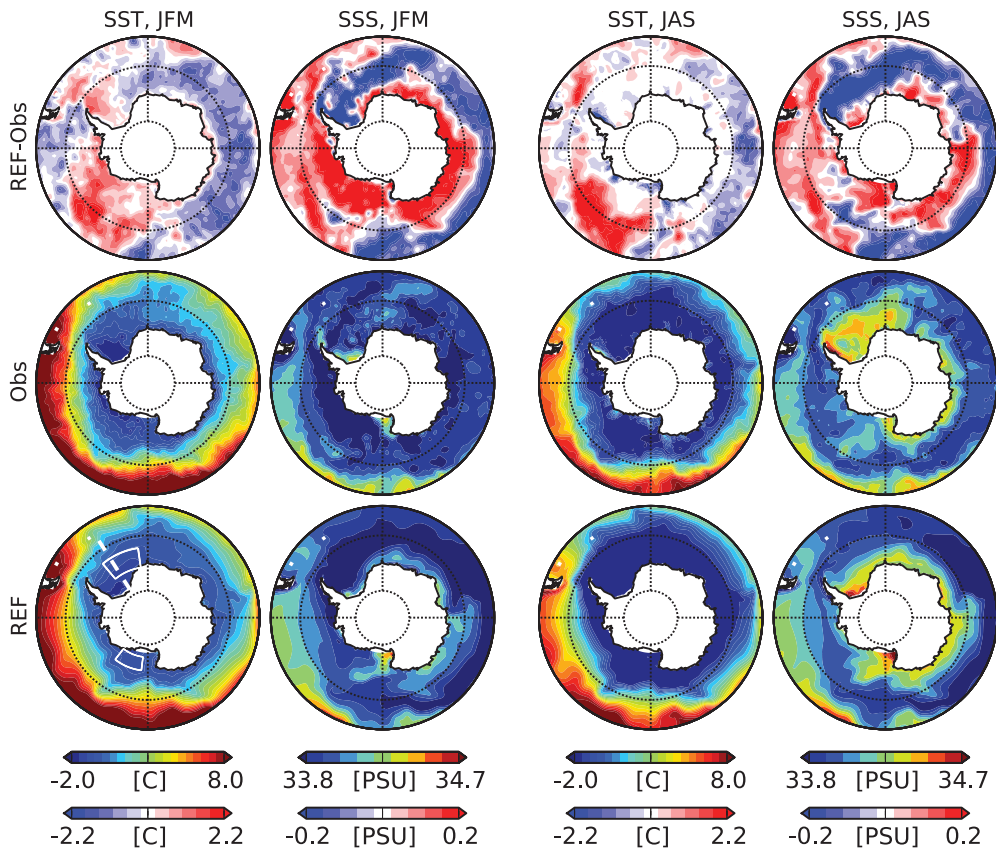 SST, JFM SSS, JFM SST, JAS SSS, JAS
REF-Obs
Obs
REF
-2.0 [C] 8.0 33.8 [PSU] 34.7 -2.0 [C] 8.0 33.8 [PSU] 34.7
-2.2 [C] 2.2 -0.2 [PSU] 0.2 -2.2 [C] 2.2 -0.2 [PSU] 0.2